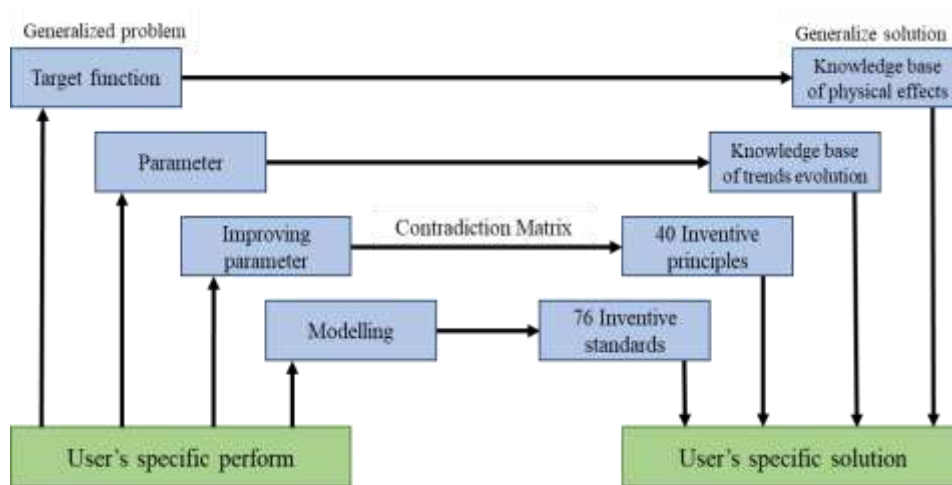 Generalized problem
Generalize solution
Target function
Knowledge base
of physical effects
Parameter
Knowledge base
of trends evolution
Improving
parameter
Contradiction Matrix
40 Inventive
principles
Modelling
76 Inventive
standards
User's specific perform
User's specific solution